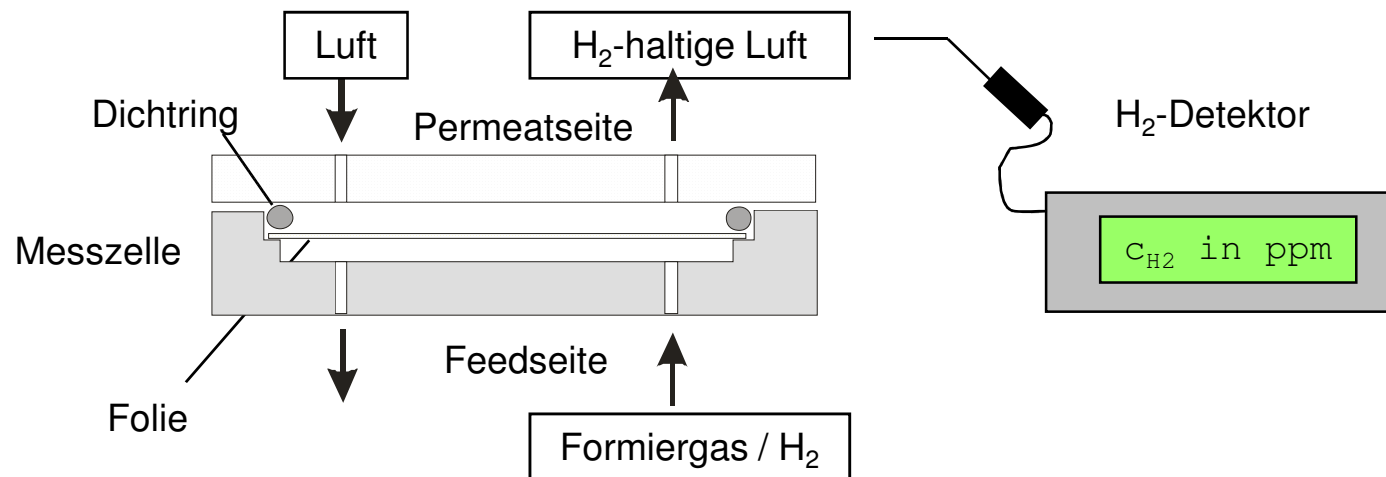 Luft
H₂-haltige Luft
Dichtring
Permeatseite
H₂-Detektor
Messzelle
c_H2 in ppm
Feedseite
Folie
Formiergas / H₂